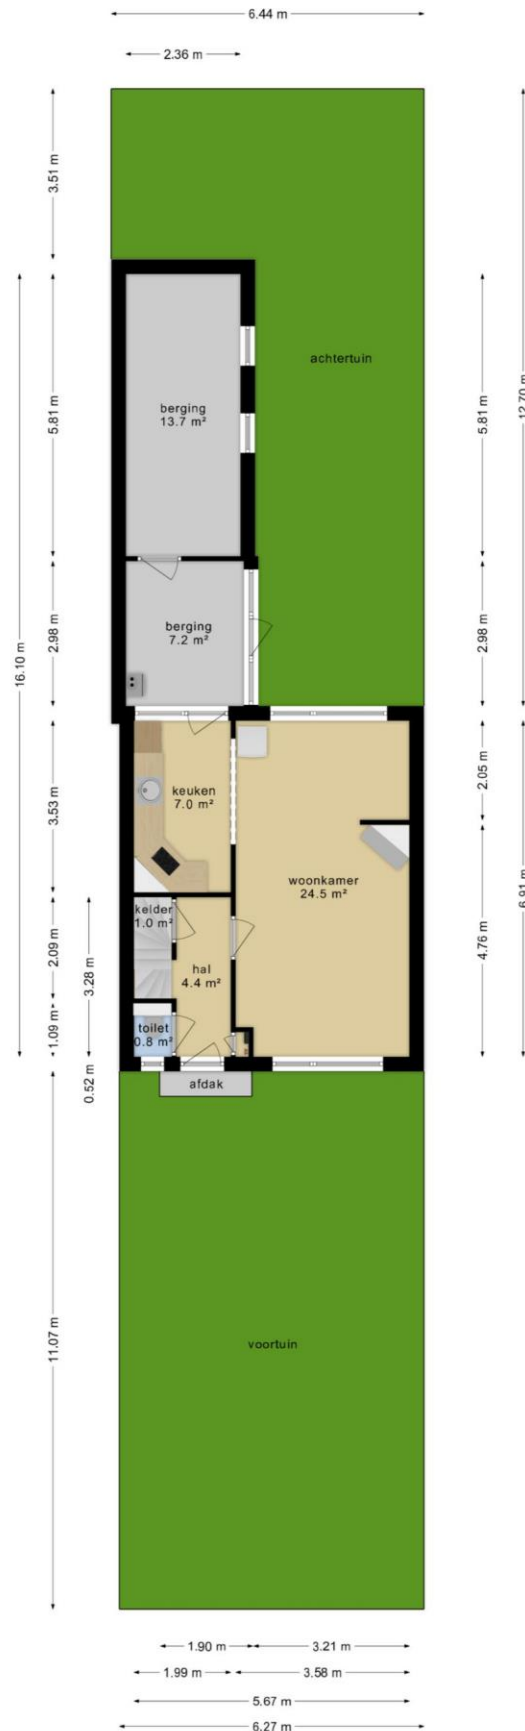 6.44 m
2.36 m
3.51 m
12.70 m
achtertuin
5.81 m
5.81 m
berging
13.7 m²
16.10 m
2.98 m
2.98 m
berging
7.2 m²
3.53 m
2.05 m
keuken
7.0 m²
6.91 m
4.76 m
woonkamer
24.5 m²
2.09 m
3.28 m
kelder
1.0 m²
hal
4.4 m²
1.09 m
toilet
0.8 m²
0.52 m
afdak
11.07 m
voortuin
1.90 m
3.21 m
1.99 m
3.58 m
5.67 m
6.27 m